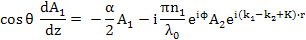 cos θ dA₁/dz = −α/2 A₁ − i πn₁/λ₀ e^{iϕ} A₂ e^{i(k₁−k₂+K)·r}